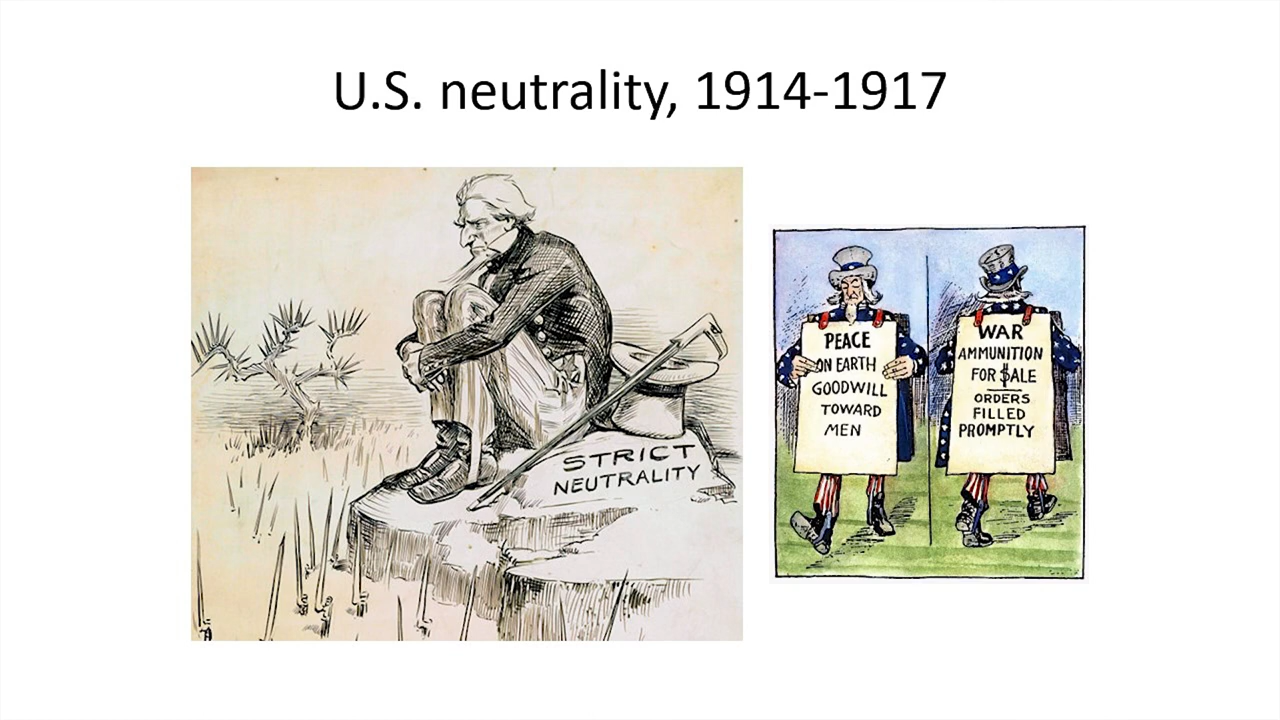 U.S. neutrality, 1914-1917
STRICT
NEUTRALITY
PEACE
ON EARTH
GOODWILL
TOWARD
MEN
WAR
AMMUNITION
FOR $ALE
ORDERS
FILLED
PROMPTLY